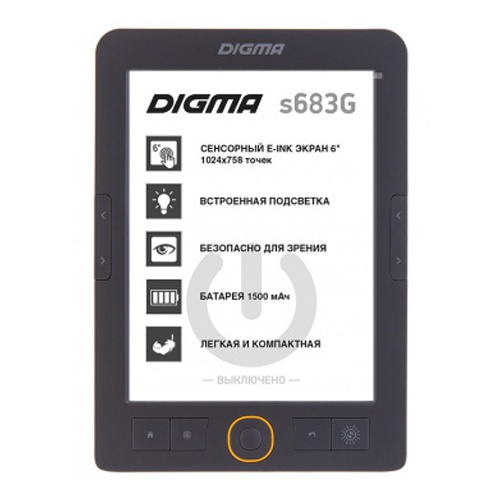 DIGMA
DIGMA s683G
6"
СЕНСОРНЫЙ E-INK ЭКРАН 6"
1024x758 точек
ВСТРОЕННАЯ ПОДСВЕТКА
БЕЗОПАСНО ДЛЯ ЗРЕНИЯ
БАТАРЕЯ 1500 мАч
ЛЕГКАЯ И КОМПАКТНАЯ
— ВЫКЛЮЧЕНО —